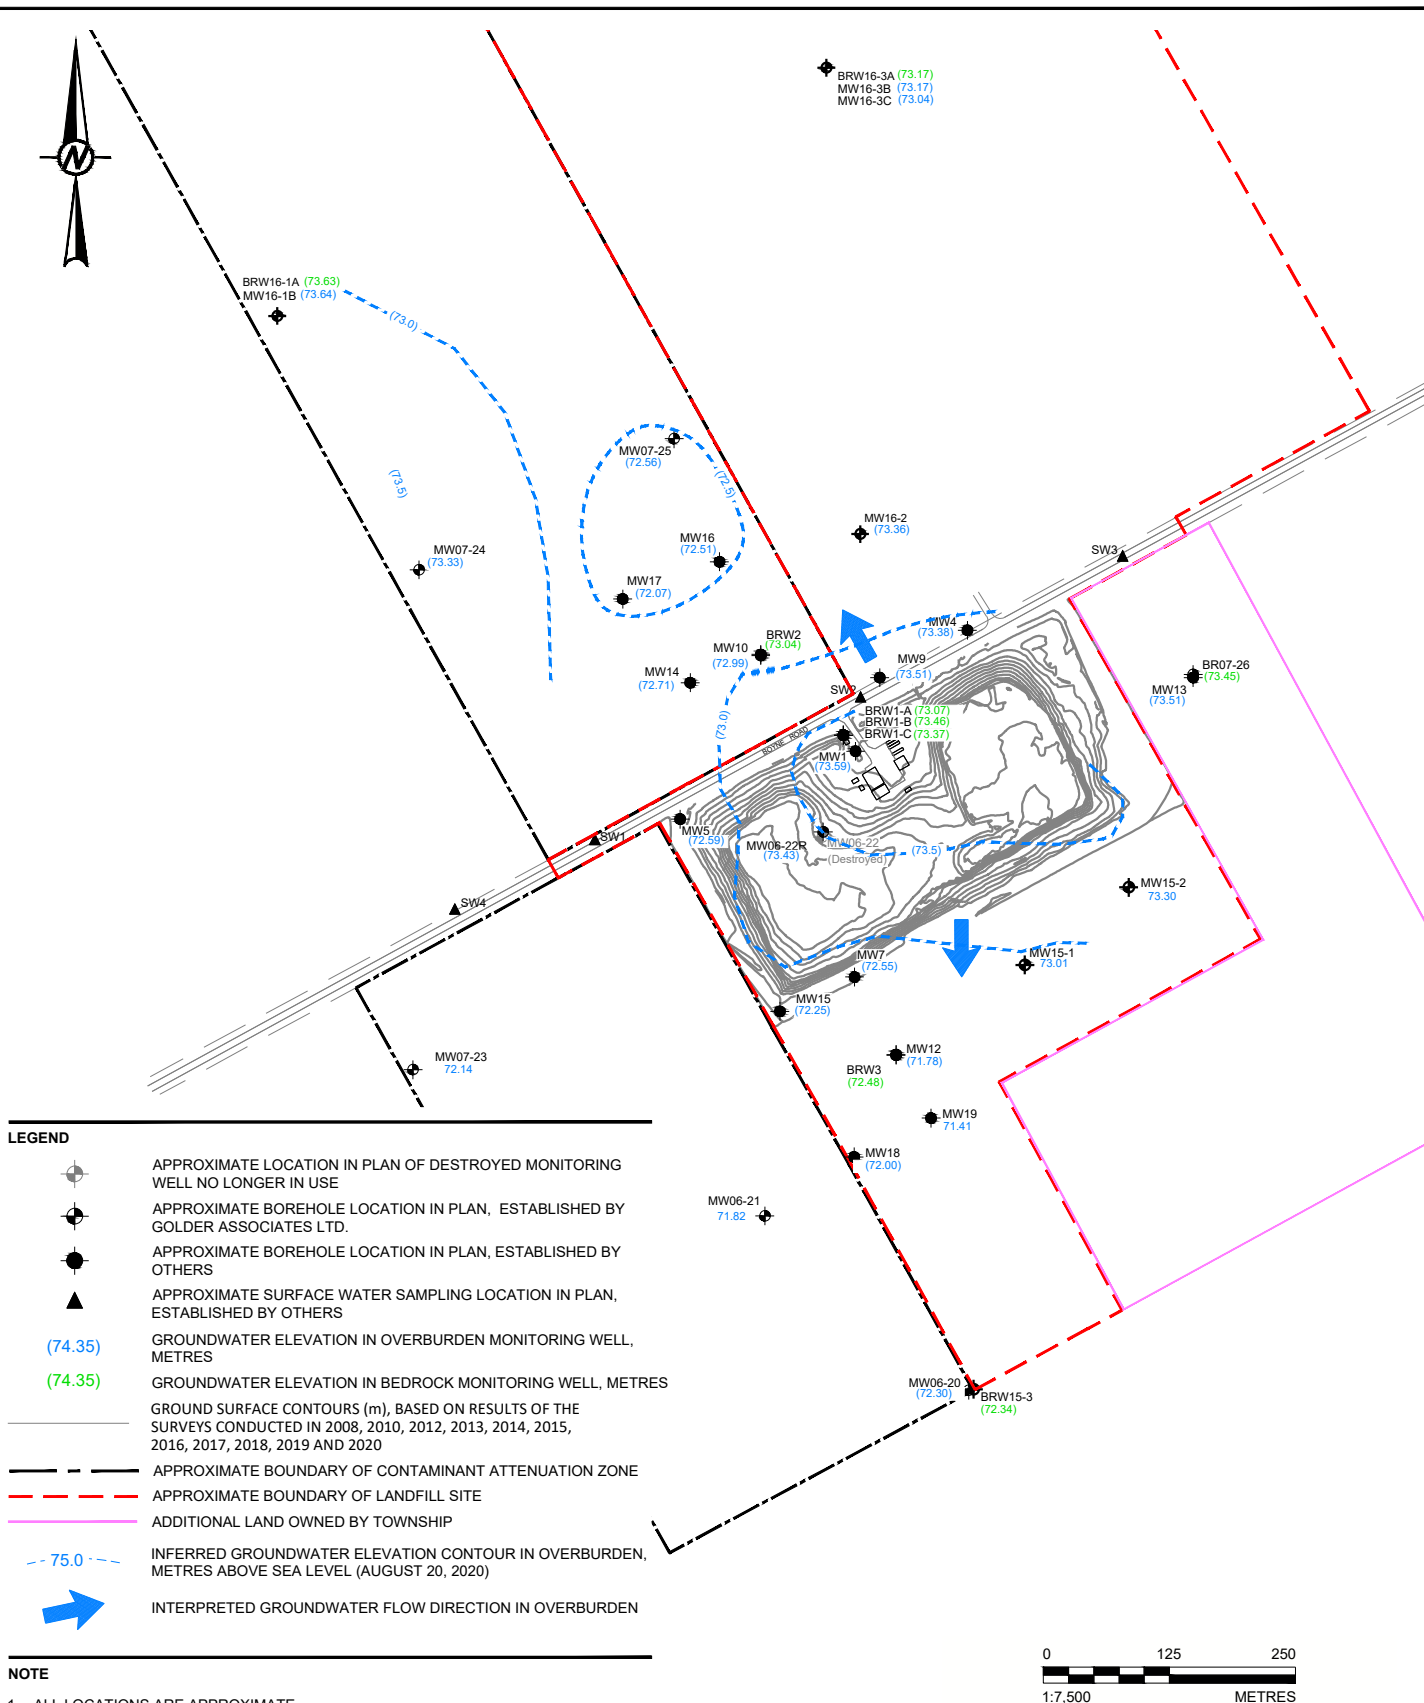 N
BRW16-3A (73.17)
MW16-3B (73.17)
MW16-3C (73.04)
BRW16-1A (73.63)
MW16-1B (73.64)
(73.0)
MW07-25
(72.56)
(72.5)
(73.5)
MW16-2
(73.36)
MW16
(72.51)
SW3
MW07-24
(73.33)
MW17
(72.07)
MW4
(73.38)
BRW2
(73.04)
MW10
(72.99)
MW9
(73.51)
BR07-26
(73.45)
MW13
(73.51)
MW14
(72.71)
SW2
(73.0)
BRW1-A (73.07)
BRW1-B (73.46)
BRW1-C (73.37)
BOYNE ROAD
MW1
(73.59)
MW5
(72.59)
SW1
MW06-22R
(73.43)
MW06-22
(Destroyed)
(73.5)
MW15-2
73.30
SW4
MW7
(72.55)
MW15-1
73.01
MW15
(72.25)
MW12
(71.78)
MW07-23
72.14
BRW3
(72.48)
MW19
71.41
MW18
(72.00)
MW06-21
71.82
MW06-20
(72.30)
BRW15-3
(72.34)
LEGEND
APPROXIMATE LOCATION IN PLAN OF DESTROYED MONITORING
WELL NO LONGER IN USE
APPROXIMATE BOREHOLE LOCATION IN PLAN, ESTABLISHED BY
GOLDER ASSOCIATES LTD.
APPROXIMATE BOREHOLE LOCATION IN PLAN, ESTABLISHED BY
OTHERS
APPROXIMATE SURFACE WATER SAMPLING LOCATION IN PLAN,
ESTABLISHED BY OTHERS
(74.35) GROUNDWATER ELEVATION IN OVERBURDEN MONITORING WELL,
METRES
(74.35) GROUNDWATER ELEVATION IN BEDROCK MONITORING WELL, METRES
GROUND SURFACE CONTOURS (m), BASED ON RESULTS OF THE
SURVEYS CONDUCTED IN 2008, 2010, 2012, 2013, 2014, 2015,
2016, 2017, 2018, 2019 AND 2020
APPROXIMATE BOUNDARY OF CONTAMINANT ATTENUATION ZONE
APPROXIMATE BOUNDARY OF LANDFILL SITE
ADDITIONAL LAND OWNED BY TOWNSHIP
75.0 INFERRED GROUNDWATER ELEVATION CONTOUR IN OVERBURDEN,
METRES ABOVE SEA LEVEL (AUGUST 20, 2020)
INTERPRETED GROUNDWATER FLOW DIRECTION IN OVERBURDEN
NOTE
1. ALL LOCATIONS ARE APPROXIMATE
0 125 250
1:7,500 METRES